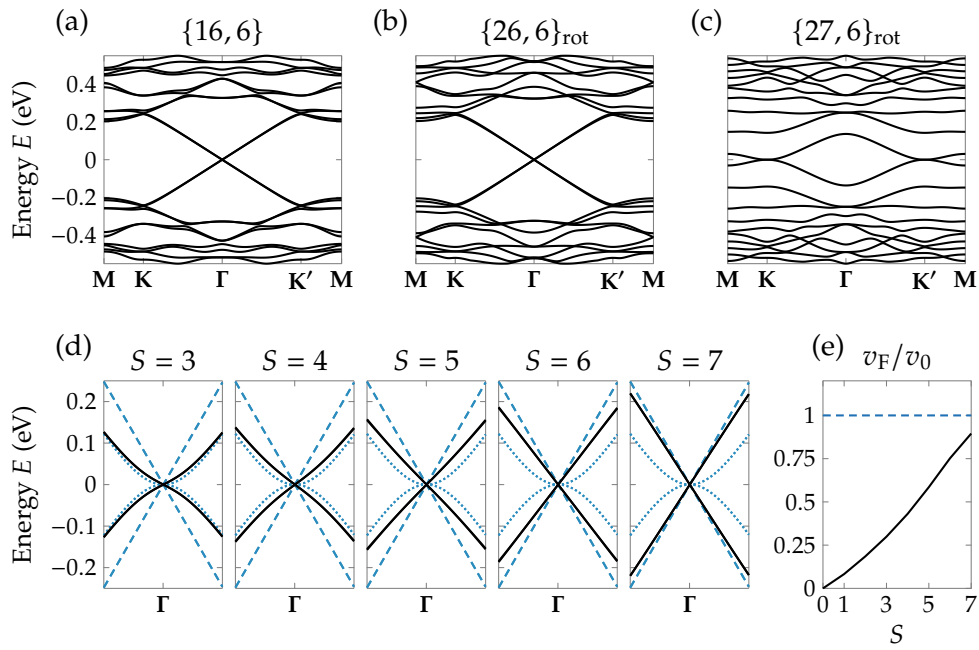 (a) {16, 6}
(b) {26, 6}rot
(c) {27, 6}rot
Energy E (eV)
0.4
0.2
0
−0.2
−0.4
M K Γ K′ M
M K Γ K′ M
M K Γ K′ M
(d) S = 3 S = 4 S = 5 S = 6 S = 7
(e) vF/v0
Energy E (eV)
0.2
0.1
0
−0.1
−0.2
Γ Γ Γ Γ Γ
1
0.75
0.5
0.25
0
0 1 3 5 7
S